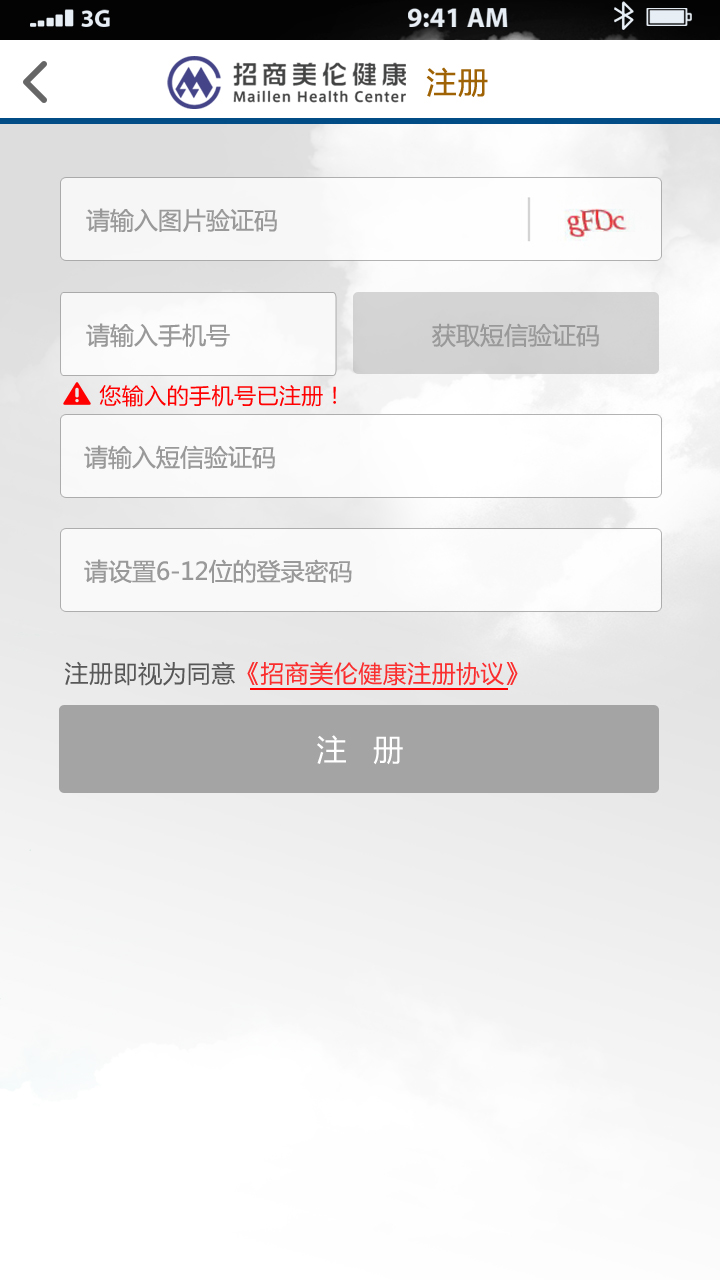 3G 9:41 AM
招商美伦健康 注册
Maillen Health Center
请输入图片验证码 gFDc
请输入手机号 获取短信验证码
您输入的手机号已注册！
请输入短信验证码
请设置6-12位的登录密码
注册即视为同意《招商美伦健康注册协议》
注 册